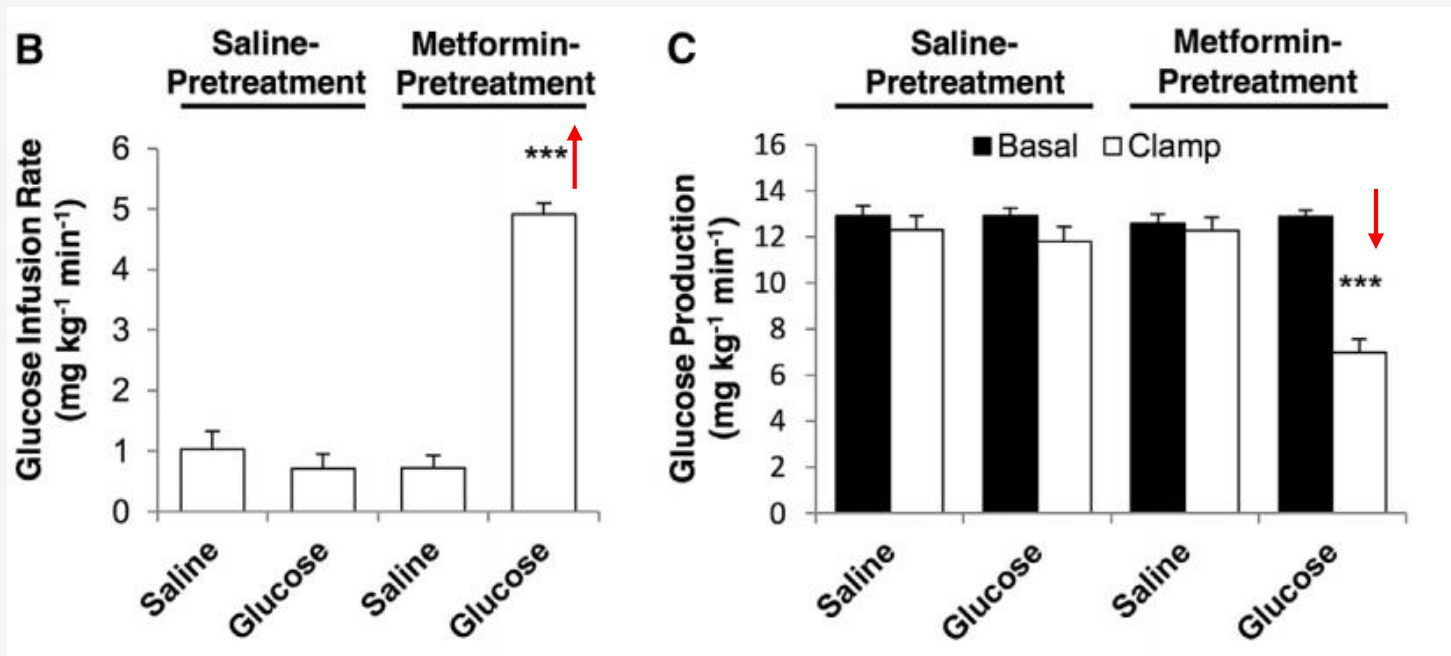 B
Saline-
Pretreatment
Metformin-
Pretreatment
Glucose Infusion Rate
(mg kg⁻¹ min⁻¹)
6
5
4
3
2
1
0
***
Saline
Glucose
Saline
Glucose
C
Saline-
Pretreatment
Metformin-
Pretreatment
Glucose Production
(mg kg⁻¹ min⁻¹)
16
14
12
10
8
6
4
2
0
Basal Clamp
***
Saline
Glucose
Saline
Glucose